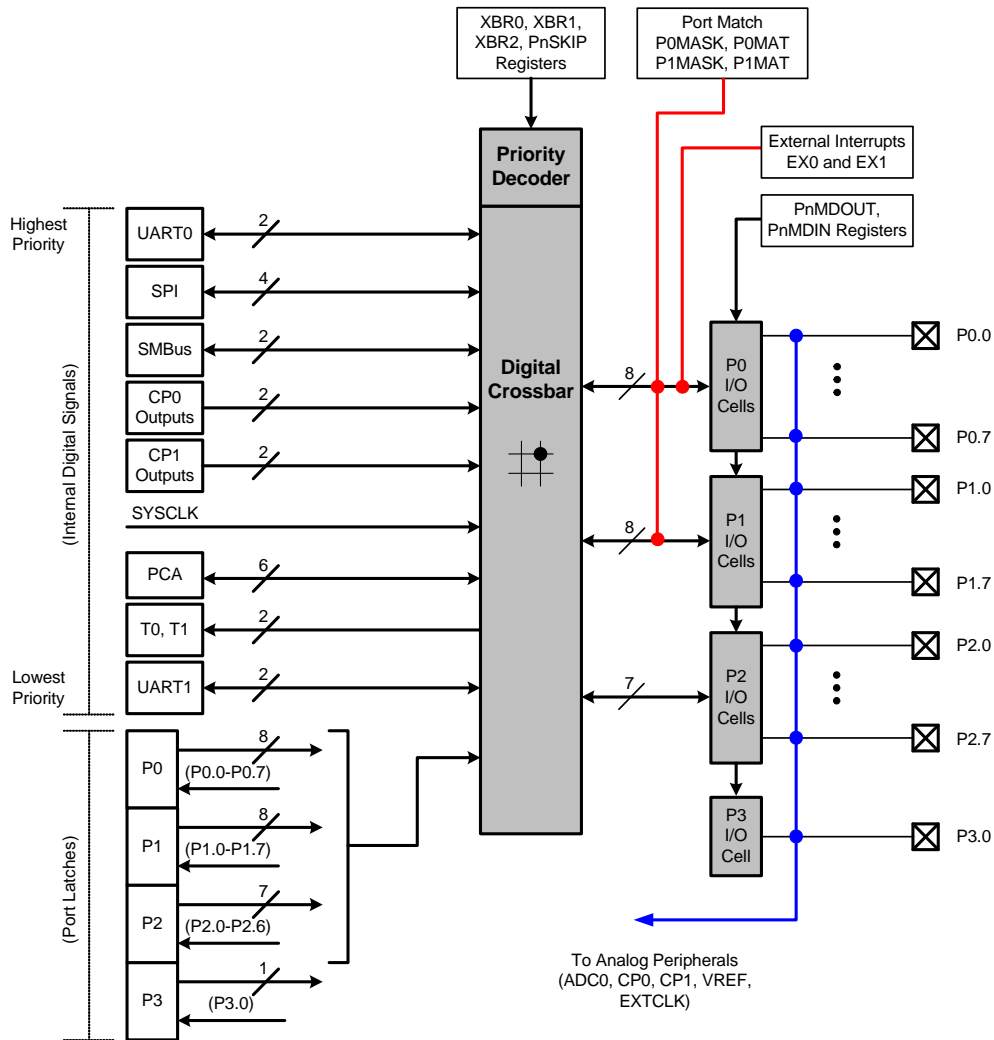 XBR0, XBR1,
XBR2, PnSKIP
Registers
Port Match
P0MASK, P0MAT
P1MASK, P1MAT
External Interrupts
EX0 and EX1
PnMDOUT,
PnMDIN Registers
Priority
Decoder
Highest
Priority
(Internal Digital Signals)
Lowest
Priority
UART0
2
SPI
4
SMBus
2
CP0
Outputs
2
CP1
Outputs
2
SYSCLK
PCA
6
T0, T1
2
UART1
2
Digital
Crossbar
8
8
7
P0
I/O
Cells
P0.0
P0.7
P1
I/O
Cells
P1.0
P1.7
P2
I/O
Cells
P2.0
P2.7
P3
I/O
Cell
P3.0
(Port Latches)
P0
8
(P0.0-P0.7)
P1
8
(P1.0-P1.7)
P2
7
(P2.0-P2.6)
P3
1
(P3.0)
To Analog Peripherals
(ADC0, CP0, CP1, VREF,
EXTCLK)